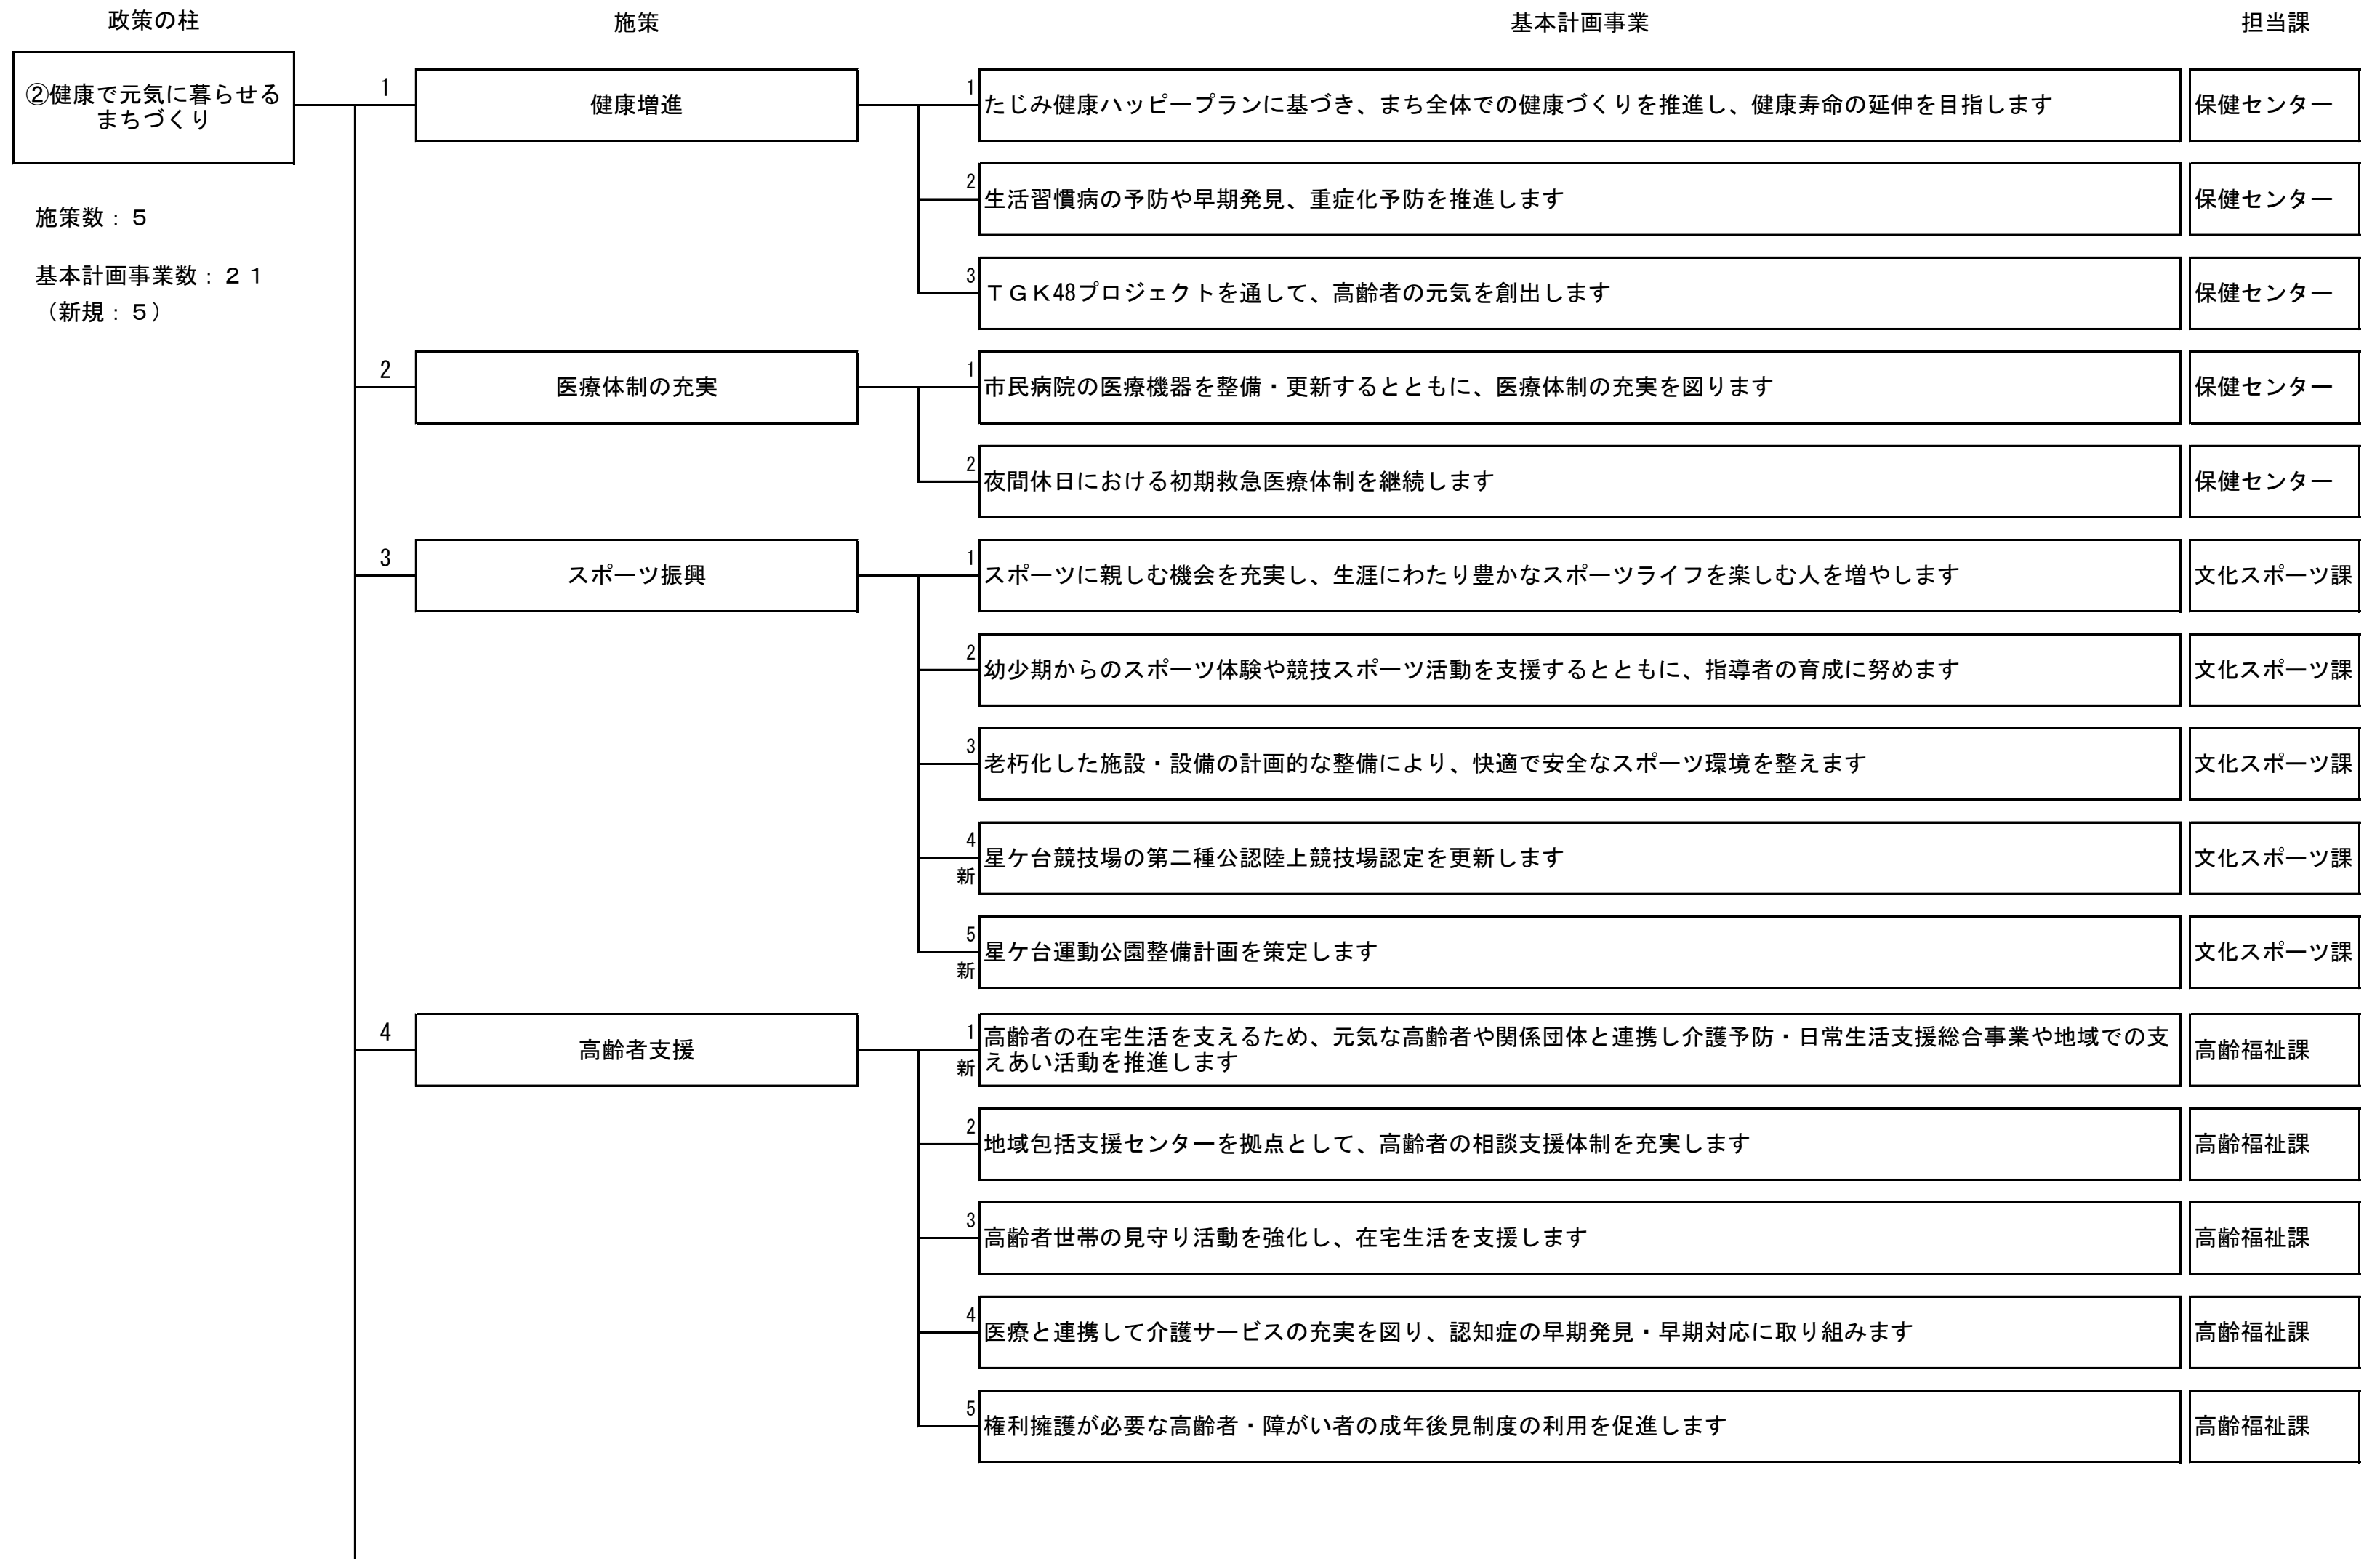 政策の柱
施策
基本計画事業
担当課
②健康で元気に暮らせる
まちづくり
施策数：５
基本計画事業数：２１
（新規：５）
1
健康増進
1
たじみ健康ハッピープランに基づき、まち全体での健康づくりを推進し、健康寿命の延伸を目指します
保健センター
2
生活習慣病の予防や早期発見、重症化予防を推進します
保健センター
3
ＴＧＫ48プロジェクトを通して、高齢者の元気を創出します
保健センター
2
医療体制の充実
1
市民病院の医療機器を整備・更新するとともに、医療体制の充実を図ります
保健センター
2
夜間休日における初期救急医療体制を継続します
保健センター
3
スポーツ振興
1
スポーツに親しむ機会を充実し、生涯にわたり豊かなスポーツライフを楽しむ人を増やします
文化スポーツ課
2
幼少期からのスポーツ体験や競技スポーツ活動を支援するとともに、指導者の育成に努めます
文化スポーツ課
3
老朽化した施設・設備の計画的な整備により、快適で安全なスポーツ環境を整えます
文化スポーツ課
4
新
星ケ台競技場の第二種公認陸上競技場認定を更新します
文化スポーツ課
5
新
星ケ台運動公園整備計画を策定します
文化スポーツ課
4
高齢者支援
1
新
高齢者の在宅生活を支えるため、元気な高齢者や関係団体と連携し介護予防・日常生活支援総合事業や地域での支
えあい活動を推進します
高齢福祉課
2
地域包括支援センターを拠点として、高齢者の相談支援体制を充実します
高齢福祉課
3
高齢者世帯の見守り活動を強化し、在宅生活を支援します
高齢福祉課
4
医療と連携して介護サービスの充実を図り、認知症の早期発見・早期対応に取り組みます
高齢福祉課
5
権利擁護が必要な高齢者・障がい者の成年後見制度の利用を促進します
高齢福祉課